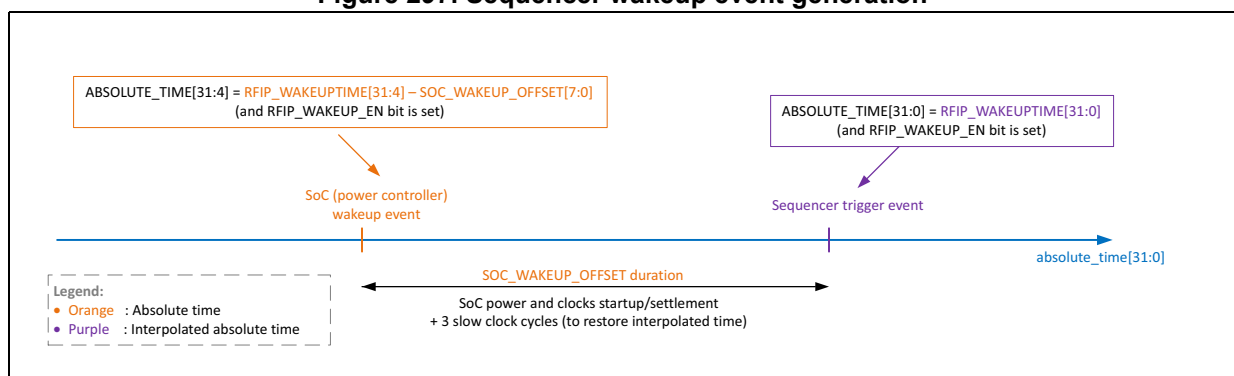 ABSOLUTE_TIME[31:4] = RFIP_WAKEUPTIME[31:4] – SOC_WAKEUP_OFFSET[7:0]
(and RFIP_WAKEUP_EN bit is set)
ABSOLUTE_TIME[31:0] = RFIP_WAKEUPTIME[31:0]
(and RFIP_WAKEUP_EN bit is set)
SoC (power controller)
wakeup event
Sequencer trigger event
absolute_time[31:0]
SOC_WAKEUP_OFFSET duration
SoC power and clocks startup/settlement
+ 3 slow clock cycles (to restore interpolated time)
Legend:
• Orange : Absolute time
• Purple : Interpolated absolute time